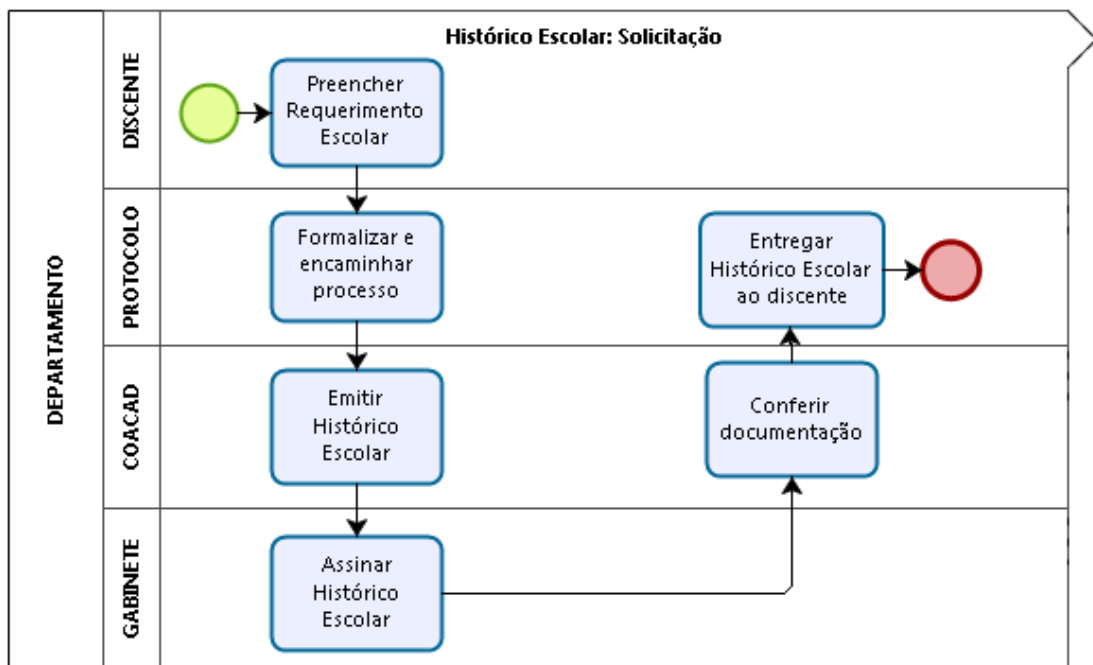 Histórico Escolar: Solicitação
DEPARTAMENTO
DISCENTE
Preencher
Requerimento
Escolar
PROTOCOLO
Formalizar e
encaminhar
processo
Entregar
Histórico Escolar
ao discente
COACAD
Emitir
Histórico
Escolar
Conferir
documentação
GABINETE
Assinar
Histórico
Escolar